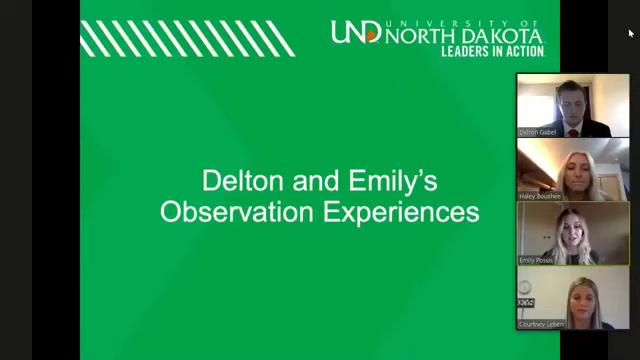 UNIVERSITY OF
UND NORTH DAKOTA
LEADERS IN ACTION
Delton Gabel
Haley Boushee
Delton and Emily's
Observation Experiences
Emily Possis
Courtney Leben